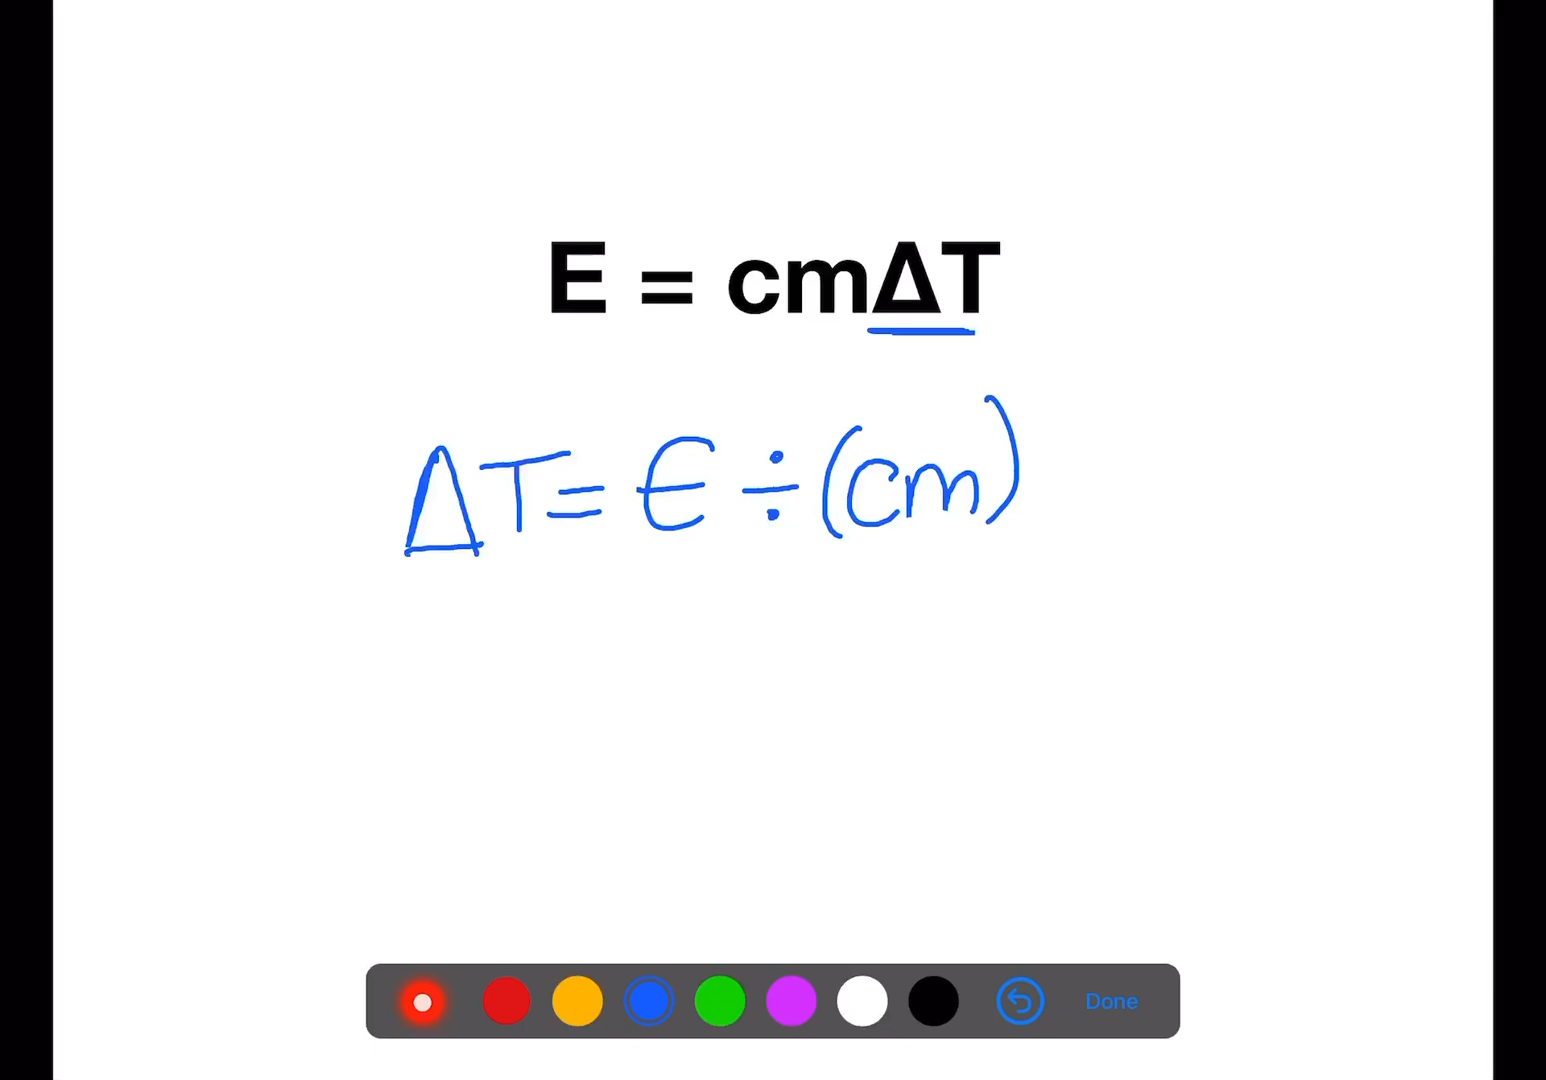 E = cmΔT
ΔT = E ÷ (cm)
Done